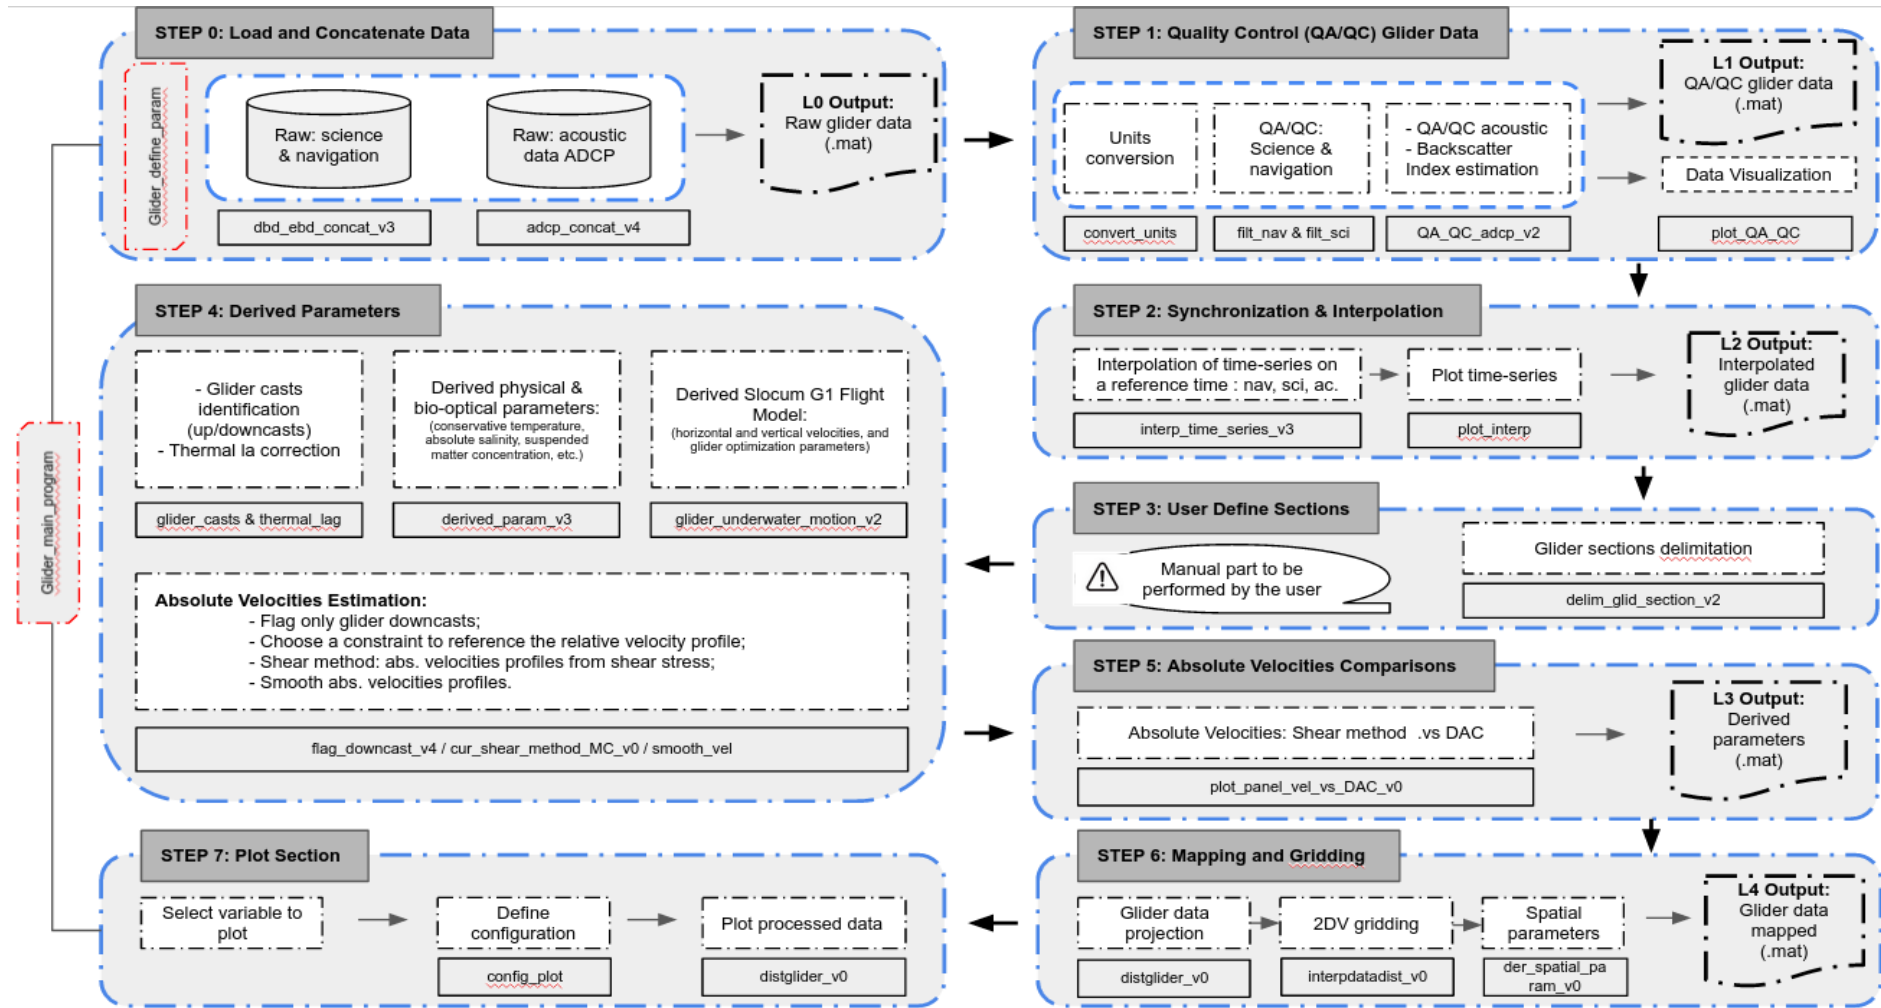 STEP 0: Load and Concatenate Data
Glider_define_param
Raw: science
& navigation
Raw: acoustic
data ADCP
L0 Output:
Raw glider data
(.mat)
dbd_ebd_concat_v3
adcp_concat_v4
STEP 1: Quality Control (QA/QC) Glider Data
Units
conversion
QA/QC:
Science &
navigation
- QA/QC acoustic
- Backscatter
Index estimation
L1 Output:
QA/QC glider data
(.mat)
Data Visualization
convert_units
filt_nav & filt_sci
QA_QC_adcp_v2
plot_QA_QC
STEP 2: Synchronization & Interpolation
Interpolation of time-series on
a reference time : nav, sci, ac.
Plot time-series
L2 Output:
Interpolated
glider data
(.mat)
interp_time_series_v3
plot_interp
STEP 3: User Define Sections
Manual part to be
performed by the user
Glider sections delimitation
delim_glid_section_v2
STEP 4: Derived Parameters
- Glider casts
identification
(up/downcasts)
- Thermal la correction
Derived physical &
bio-optical parameters:
(conservative temperature,
absolute salinity, suspended
matter concentration, etc.)
Derived Slocum G1 Flight
Model:
(horizontal and vertical velocities, and
glider optimization parameters)
glider_casts & thermal_lag
derived_param_v3
glider_underwater_motion_v2
Glider_main_program
Absolute Velocities Estimation:
- Flag only glider downcasts;
- Choose a constraint to reference the relative velocity profile;
- Shear method: abs. velocities profiles from shear stress;
- Smooth abs. velocities profiles.
flag_downcast_v4 / cur_shear_method_MC_v0 / smooth_vel
STEP 5: Absolute Velocities Comparisons
Absolute Velocities: Shear method .vs DAC
plot_panel_vel_vs_DAC_v0
L3 Output:
Derived
parameters
(.mat)
STEP 6: Mapping and Gridding
Glider data
projection
2DV gridding
Spatial
parameters
L4 Output:
Glider data
mapped
(.mat)
distglider_v0
interpdatadist_v0
der_spatial_pa
ram_v0
STEP 7: Plot Section
Select variable to
plot
Define
configuration
Plot processed data
config_plot
distglider_v0